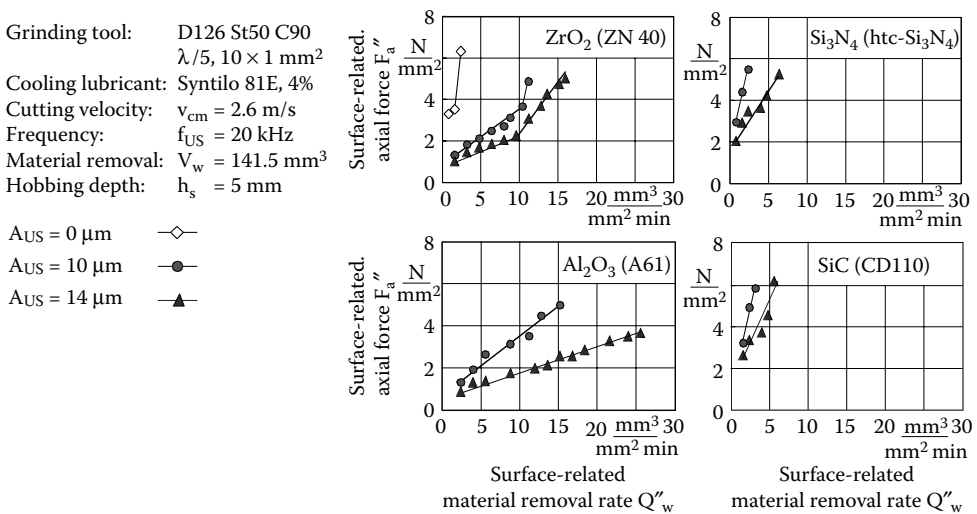 Grinding tool: D126 St50 C90
λ/5, 10 × 1 mm²
Cooling lubricant: Syntilo 81E, 4%
Cutting velocity: v_cm = 2.6 m/s
Frequency: f_US = 20 kHz
Material removal: V_w = 141.5 mm³
Hobbing depth: h_s = 5 mm
A_US = 0 μm
A_US = 10 μm
A_US = 14 μm
Surface-related.
axial force F″_a
8
N
mm²
4
2
0
ZrO₂ (ZN 40)
0 5 10 15 20 mm³ 30
mm² min
8
N
mm²
4
2
0
Si₃N₄ (htc-Si₃N₄)
0 5 10 15 20 mm³ 30
mm² min
Surface-related.
axial force F″_a
8
N
mm²
4
2
0
Al₂O₃ (A61)
0 5 10 15 20 mm³ 30
mm² min
Surface-related
material removal rate Q″_w
8
N
mm²
4
2
0
SiC (CD110)
0 5 10 15 20 mm³ 30
mm² min
Surface-related
material removal rate Q″_w